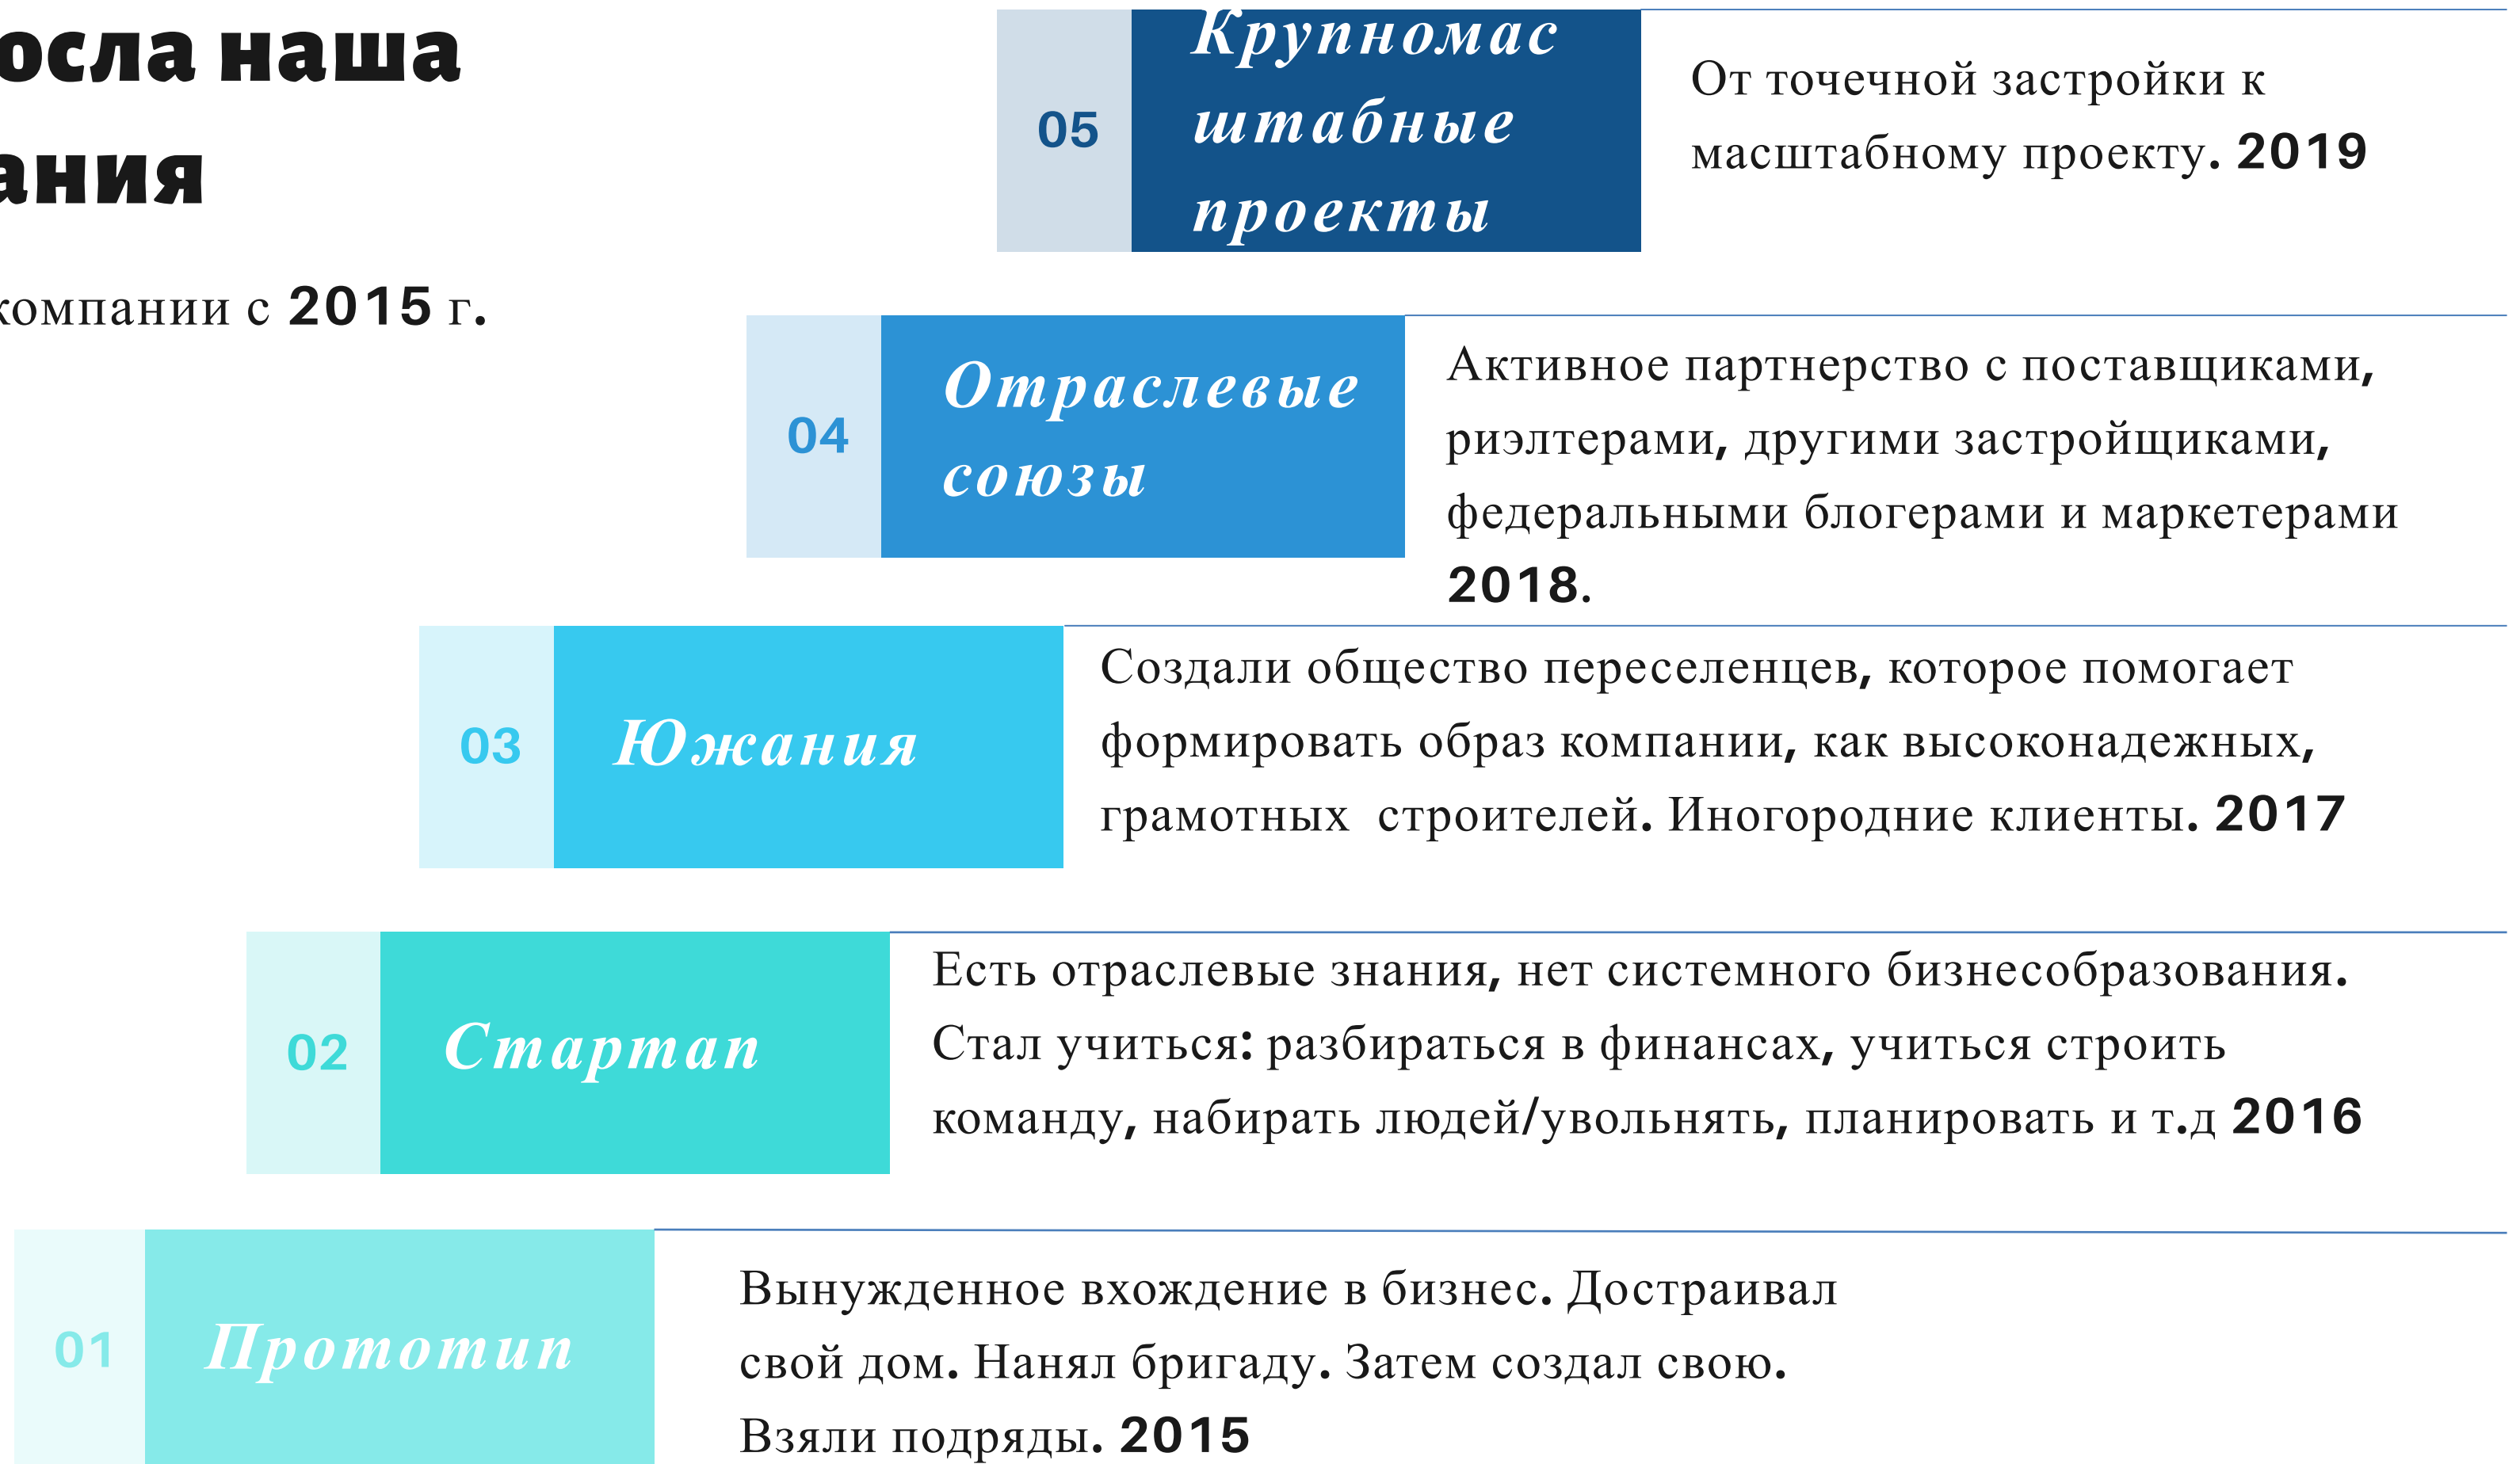 осла наша
ания
компании с 2015 г.
05
Крупномас
штабные
проекты
От точечной застройки к
масштабному проекту. 2019
04
Отраслевые
союзы
Активное партнерство с поставщиками,
риэлтерами, другими застройщиками,
федеральными блогерами и маркетерами
2018.
03
Южания
Создали общество переселенцев, которое помогает
формировать образ компании, как высоконадежных,
грамотных  строителей. Иногородние клиенты. 2017
02
Стартап
Есть отраслевые знания, нет системного бизнесобразования.
Стал учиться: разбираться в финансах, учиться строить
команду, набирать людей/увольнять, планировать и т.д 2016
01
Прототип
Вынужденное вхождение в бизнес. Достраивал
свой дом. Нанял бригаду. Затем создал свою.
Взяли подряды. 2015